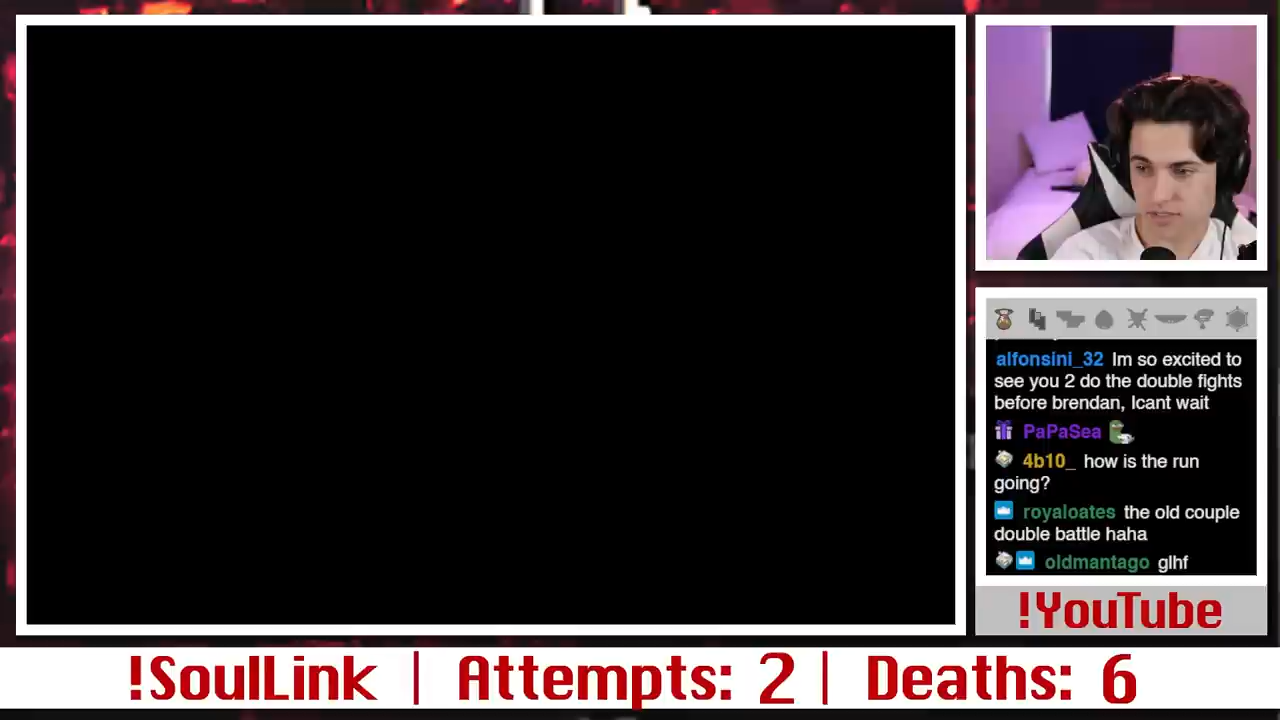 alfonsini_32 Im so excited to
see you 2 do the double fights
before brendan, Icant wait
PaPaSea
4b10_ how is the run
going?
royaloates the old couple
double battle haha
oldmantago glhf
!YouTube
!SoulLink | Attempts: 2 | Deaths: 6